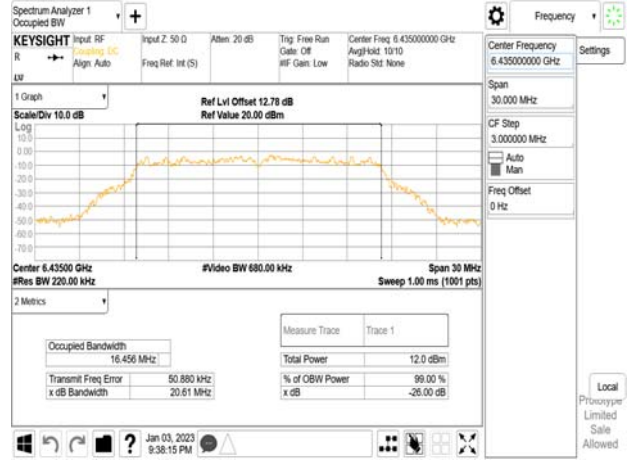 Spectrum Analyzer 1
Occupied BW
+
Frequency
KEYSIGHT
R
LXI
Input: RF
Coupling: DC
Align: Auto
Input Z: 50 Ω
Freq Ref: Int (S)
Atten: 20 dB
Trig: Free Run
Gate: Off
#IF Gain: Low
Center Freq: 6.435000000 GHz
Avg|Hold: 10/10
Radio Std: None
1 Graph
Scale/Div 10.0 dB
Ref Lvl Offset 12.78 dB
Ref Value 20.00 dBm
Log
10.0
0.00
-10.0
-20.0
-30.0
-40.0
-50.0
-60.0
-70.0
Center 6.43500 GHz
#Res BW 220.00 kHz
#Video BW 680.00 kHz
Span 30 MHz
Sweep 1.00 ms (1001 pts)
2 Metrics
Measure Trace Trace 1
Occupied Bandwidth
16.456 MHz
Total Power 12.0 dBm
Transmit Freq Error 50.880 kHz
% of OBW Power 99.00 %
x dB Bandwidth 20.61 MHz
x dB -26.00 dB
?
Jan 03, 2023
9:38:15 PM
Center Frequency
6.435000000 GHz
Settings
Span
30.000 MHz
CF Step
3.000000 MHz
Auto
Man
Freq Offset
0 Hz
Local
Prototype
Limited
Sale
Allowed